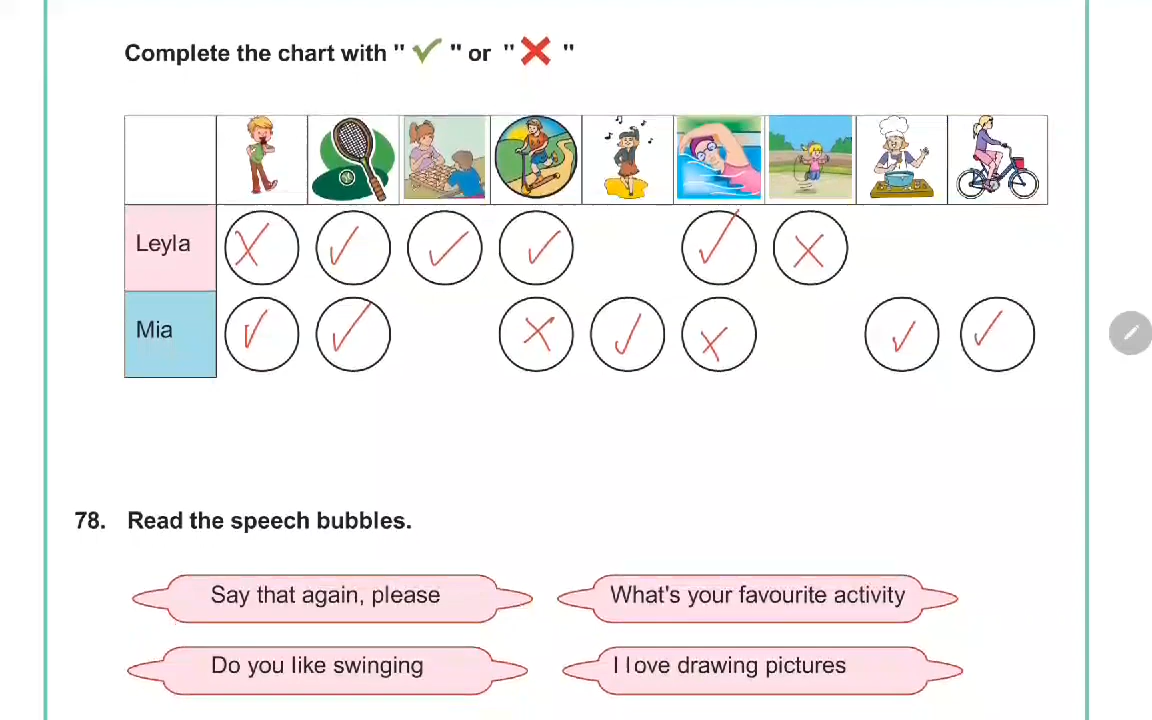 Complete the chart with " ✓ " or " ✗ "
Leyla
Mia
78. Read the speech bubbles.
Say that again, please
What's your favourite activity
Do you like swinging
I love drawing pictures